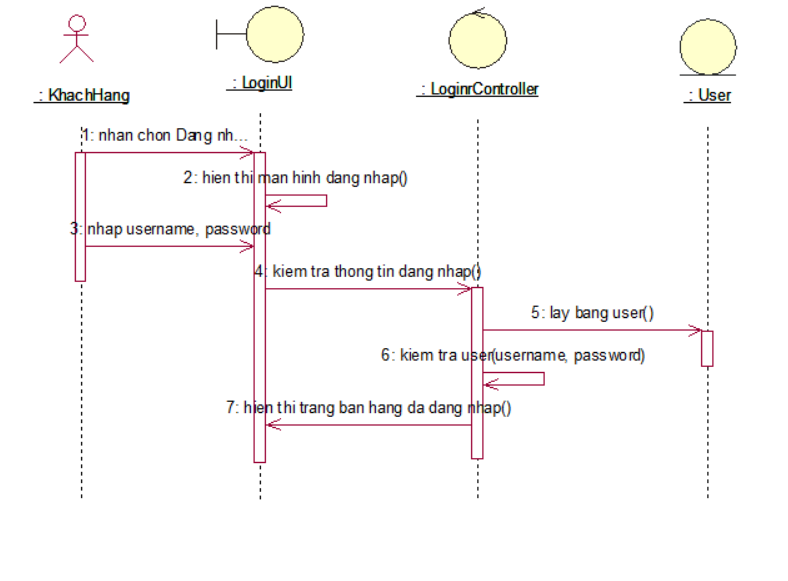 : KhachHang
: LoginUI
: LoginrController
: User
1: nhan chon Dang nh...
2: hien thi man hinh dang nhap()
3: nhap username, password
4: kiem tra thong tin dang nhap()
5: lay bang user()
6: kiem tra user(username, password)
7: hien thi trang ban hang da dang nhap()